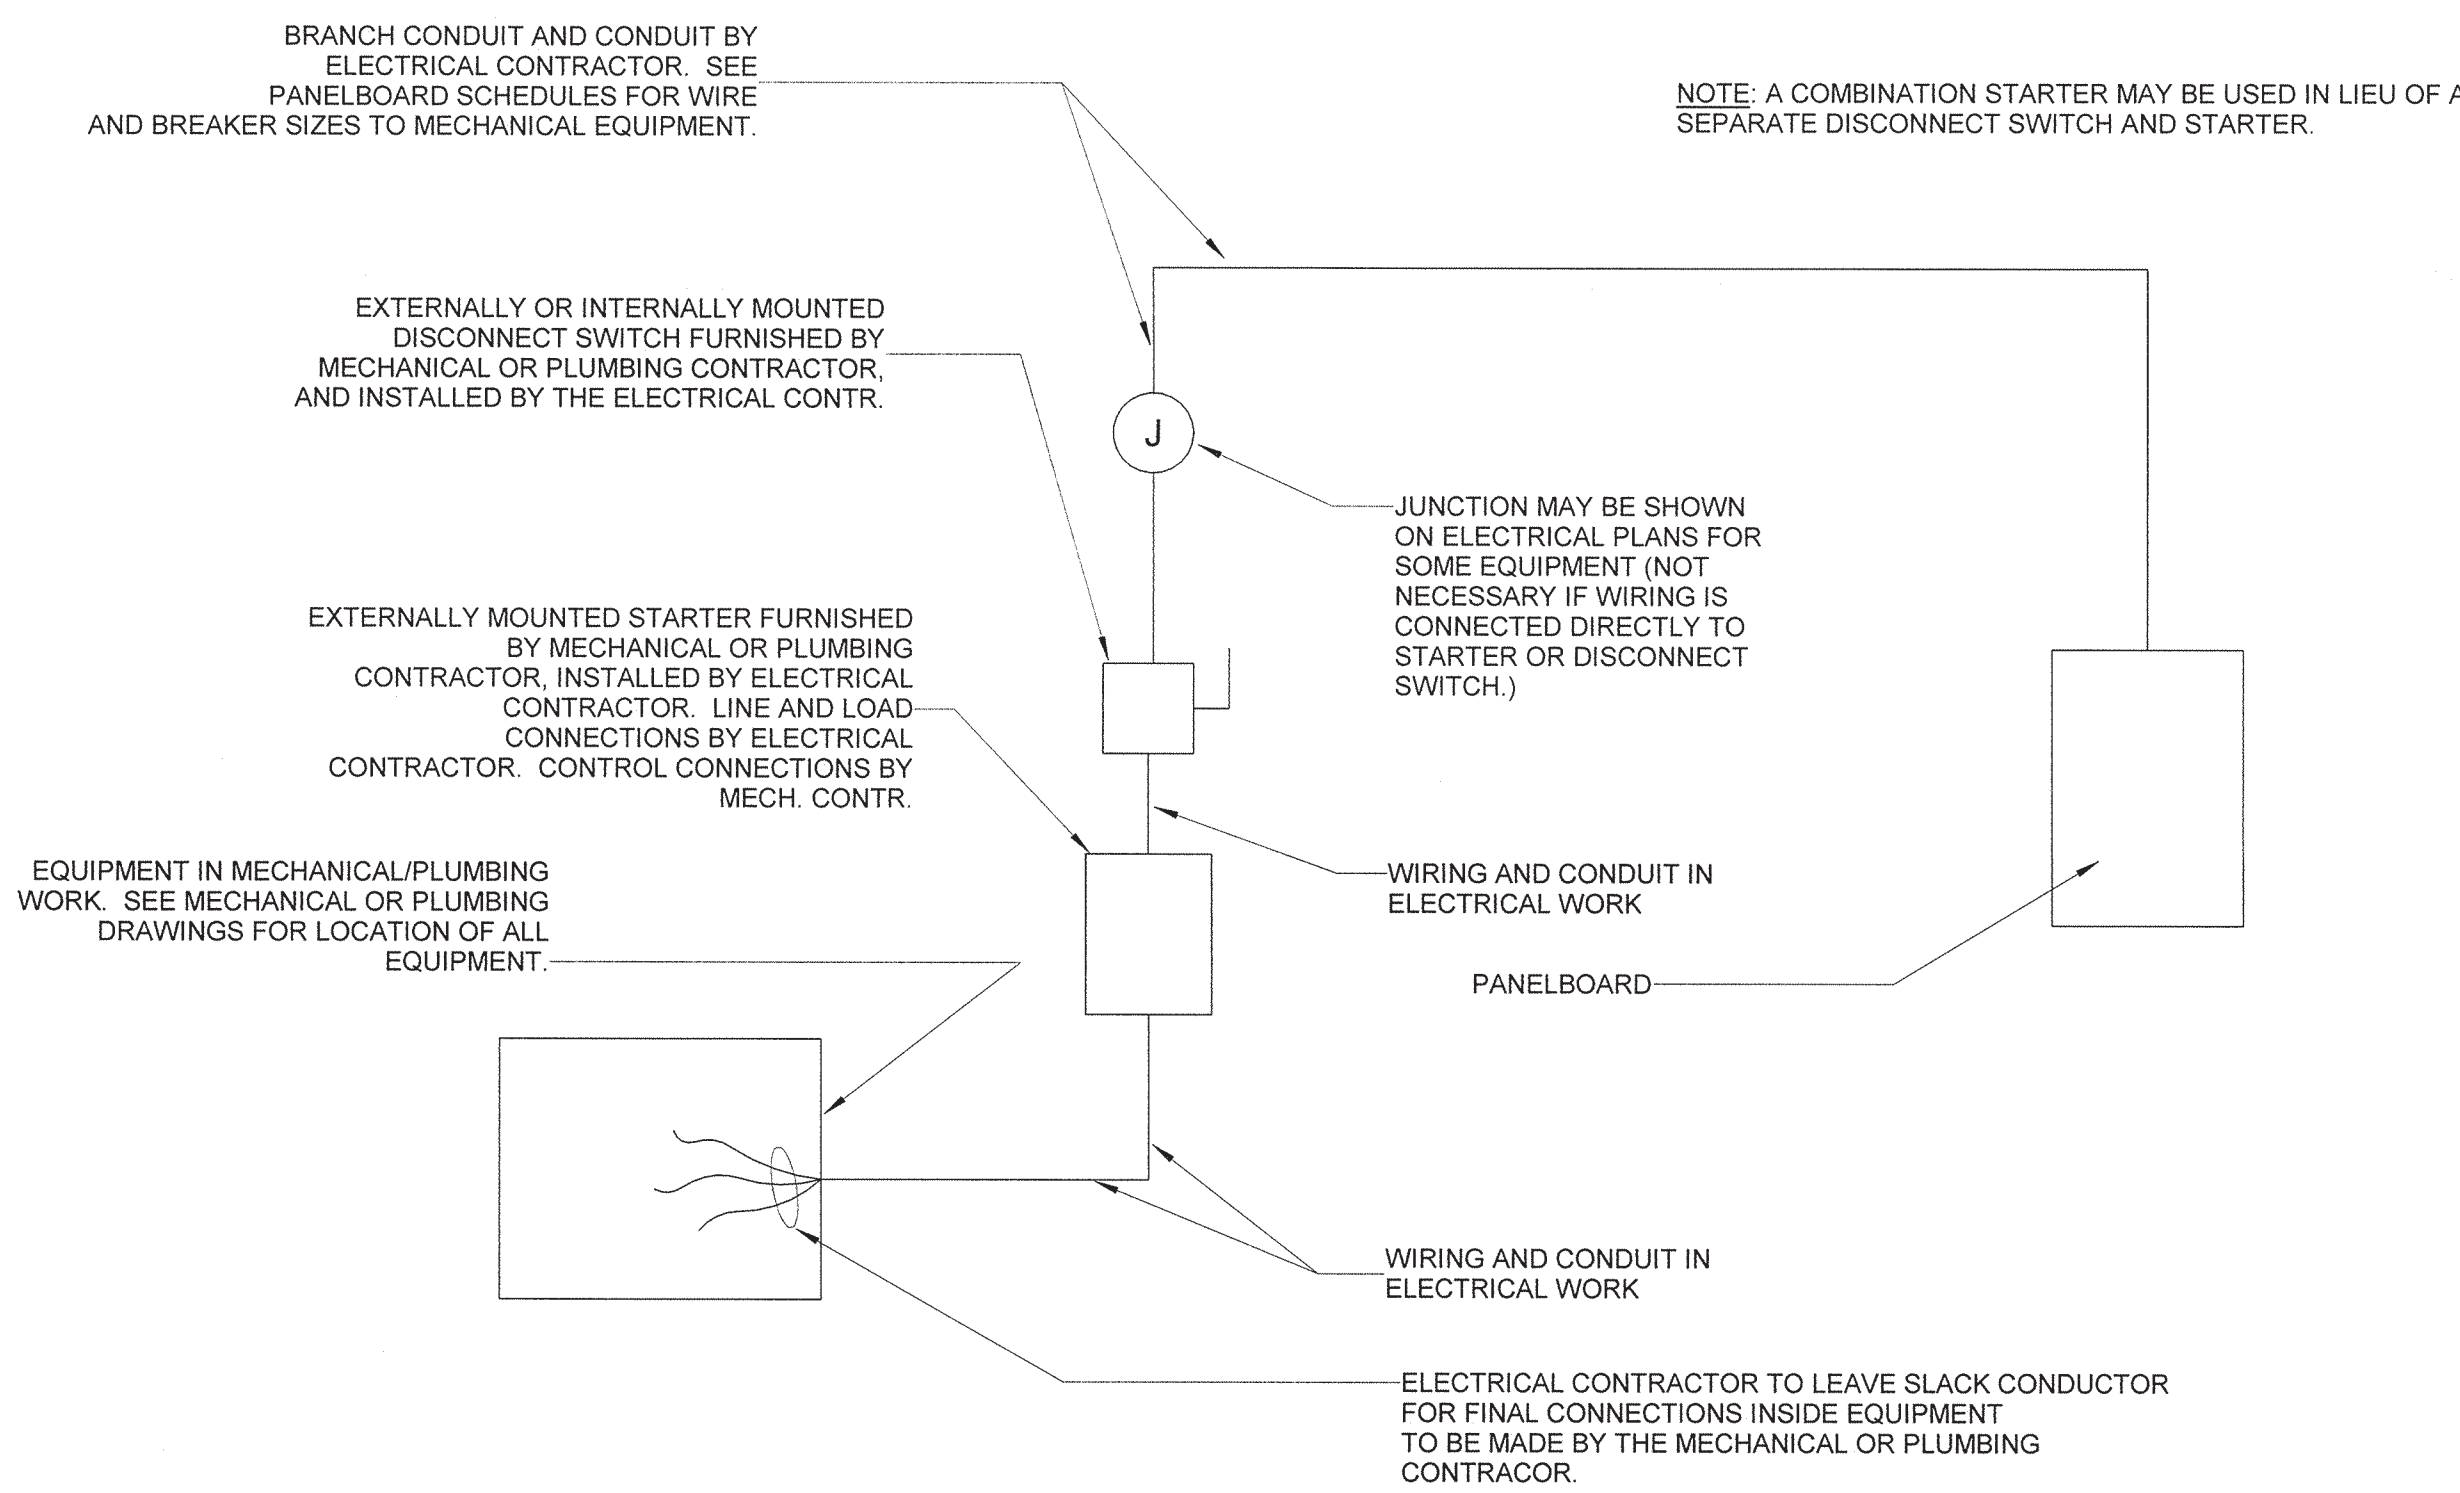 BRANCH CONDUIT AND CONDUIT BY
ELECTRICAL CONTRACTOR. SEE
PANELBOARD SCHEDULES FOR WIRE
AND BREAKER SIZES TO MECHANICAL EQUIPMENT.
NOTE: A COMBINATION STARTER MAY BE USED IN LIEU OF A
SEPARATE DISCONNECT SWITCH AND STARTER.
EXTERNALLY OR INTERNALLY MOUNTED
DISCONNECT SWITCH FURNISHED BY
MECHANICAL OR PLUMBING CONTRACTOR,
AND INSTALLED BY THE ELECTRICAL CONTR.
J
JUNCTION MAY BE SHOWN
ON ELECTRICAL PLANS FOR
SOME EQUIPMENT (NOT
NECESSARY IF WIRING IS
CONNECTED DIRECTLY TO
STARTER OR DISCONNECT
SWITCH.)
EXTERNALLY MOUNTED STARTER FURNISHED
BY MECHANICAL OR PLUMBING
CONTRACTOR, INSTALLED BY ELECTRICAL
CONTRACTOR. LINE AND LOAD
CONNECTIONS BY ELECTRICAL
CONTRACTOR. CONTROL CONNECTIONS BY
MECH. CONTR.
EQUIPMENT IN MECHANICAL/PLUMBING
WORK. SEE MECHANICAL OR PLUMBING
DRAWINGS FOR LOCATION OF ALL
EQUIPMENT.
WIRING AND CONDUIT IN
ELECTRICAL WORK
PANELBOARD
WIRING AND CONDUIT IN
ELECTRICAL WORK
ELECTRICAL CONTRACTOR TO LEAVE SLACK CONDUCTOR
FOR FINAL CONNECTIONS INSIDE EQUIPMENT
TO BE MADE BY THE MECHANICAL OR PLUMBING
CONTRACOR.